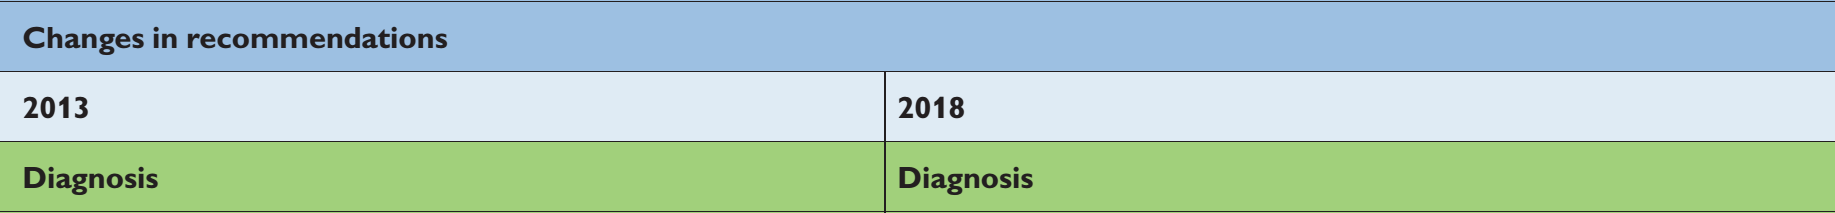 Changes in recommendations
2013 2018
Diagnosis Diagnosis